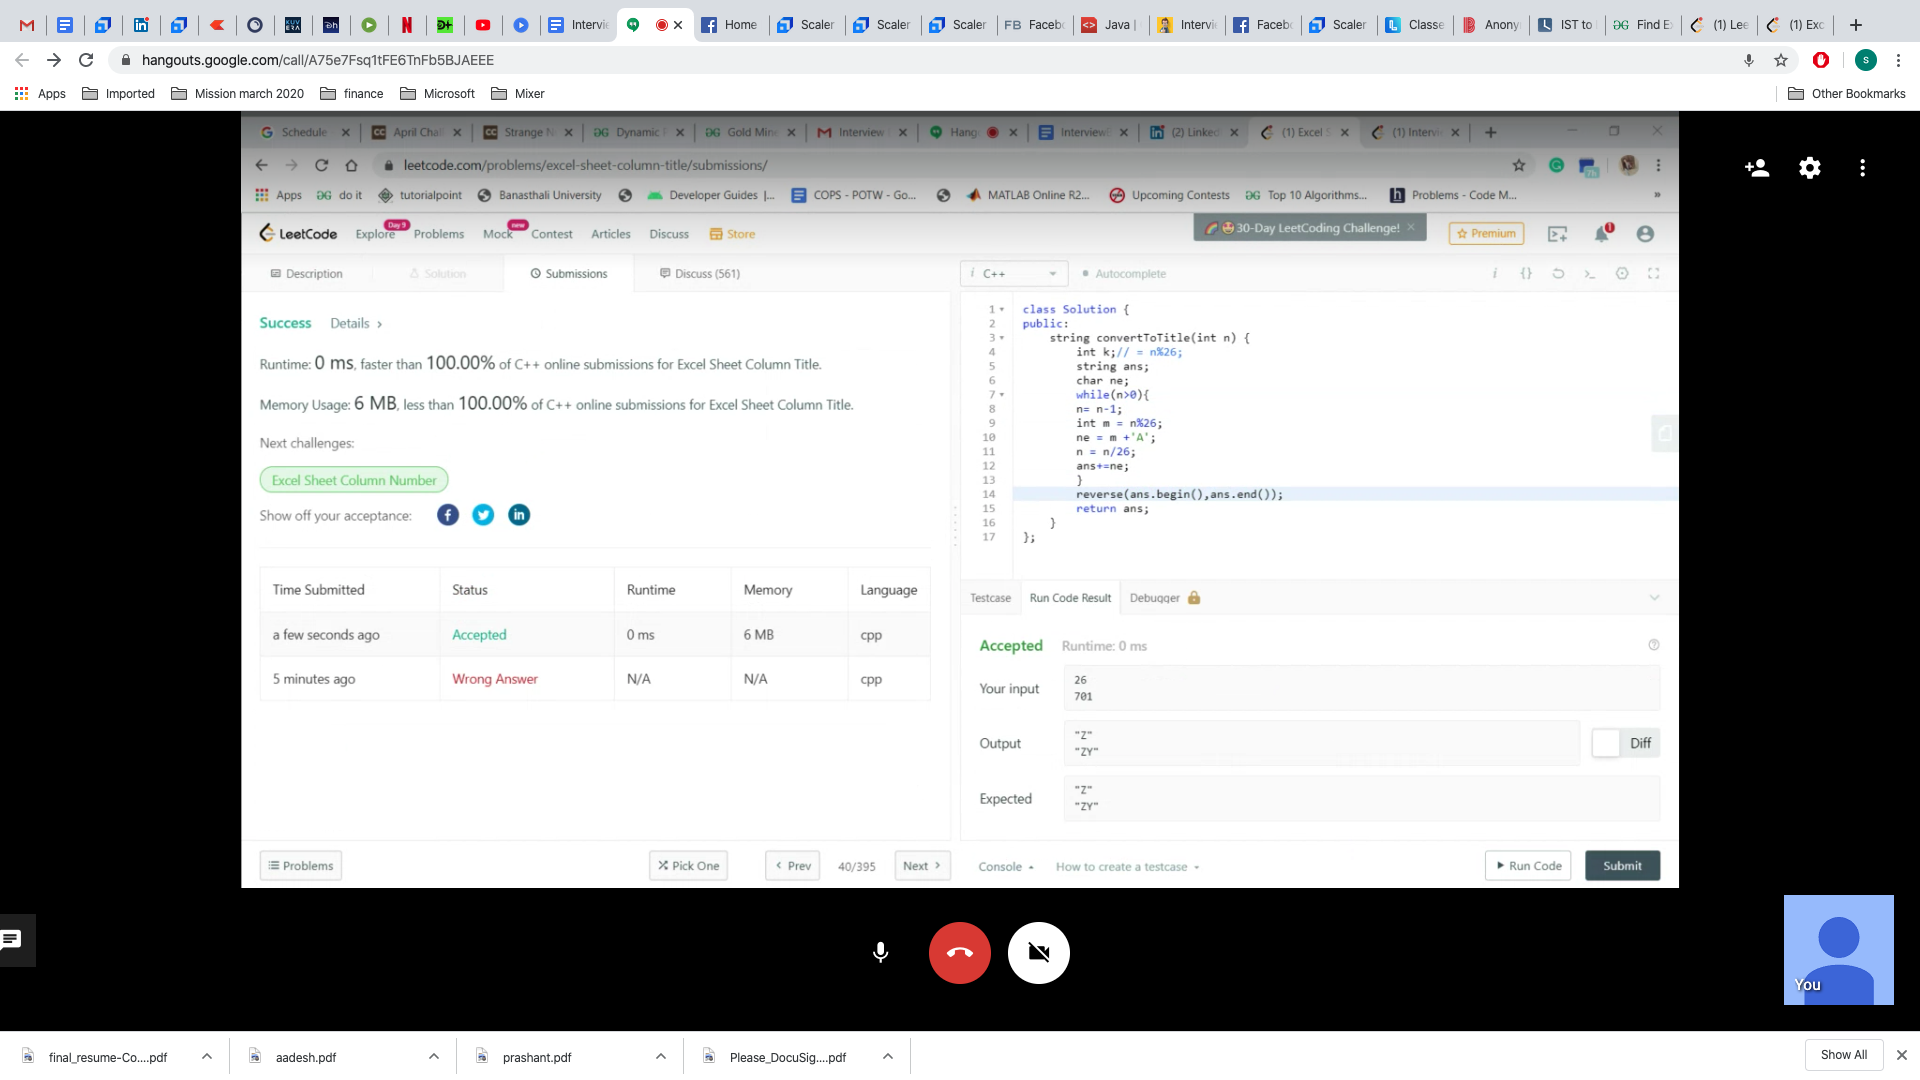 Intervie
Home
Scaler
Scaler
Scaler
FB Facebo
Java |
Intervie
Facebo
Scaler
Classe
Anony
IST to
Find Ex
(1) Lee
(1) Exc
hangouts.google.com/call/A75e7Fsq1tFE6TnFb5BJAEEE
Apps
Imported
Mission march 2020
finance
Microsoft
Mixer
Other Bookmarks
Schedule
April Chall
Strange N
Dynamic P
Gold Mine
Interview
Hang
InterviewB
(2) Linked
(1) Excel S
(1) Intervi
leetcode.com/problems/excel-sheet-column-title/submissions/
Apps
do it
tutorialpoint
Banasthali University
Developer Guides |...
COPS - POTW - Go...
MATLAB Online R2...
Upcoming Contests
Top 10 Algorithms...
Problems - Code M...
»
LeetCode
Explore
Day 9
Problems
Mock
new
Contest
Articles
Discuss
Store
30-Day LeetCoding Challenge! ×
Premium
1
Description
Solution
Submissions
Discuss (561)
i C++
Autocomplete
Success Details >
Runtime: 0 ms, faster than 100.00% of C++ online submissions for Excel Sheet Column Title.
Memory Usage: 6 MB, less than 100.00% of C++ online submissions for Excel Sheet Column Title.
Next challenges:
Excel Sheet Column Number
Show off your acceptance:
Time Submitted Status Runtime Memory Language
a few seconds ago Accepted 0 ms 6 MB cpp
5 minutes ago Wrong Answer N/A N/A cpp
1 class Solution {
2 public:
3 string convertToTitle(int n) {
4 int k;// = n%26;
5 string ans;
6 char ne;
7 while(n>0){
8 n= n-1;
9 int m = n%26;
10 ne = m +'A';
11 n = n/26;
12 ans+=ne;
13 }
14 reverse(ans.begin(),ans.end());
15 return ans;
16 }
17 };
Testcase
Run Code Result
Debugger
Accepted Runtime: 0 ms
Your input
26
701
Output
"Z"
"ZY"
Diff
Expected
"Z"
"ZY"
Problems
Pick One
< Prev
40/395
Next >
Console
How to create a testcase
Run Code
Submit
You
final_resume-Co....pdf
aadesh.pdf
prashant.pdf
Please_DocuSig....pdf
Show All